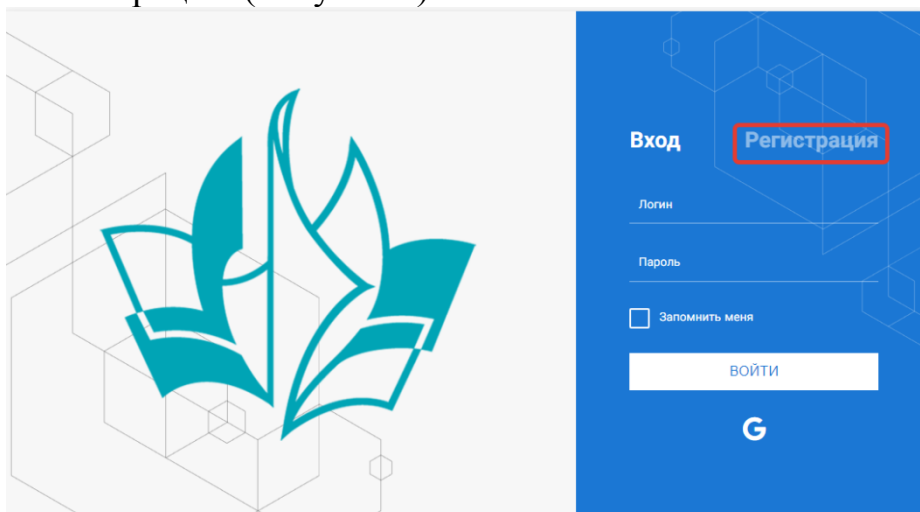 Вход Регистрация
Логин
Пароль
Запомнить меня
ВОЙТИ
G